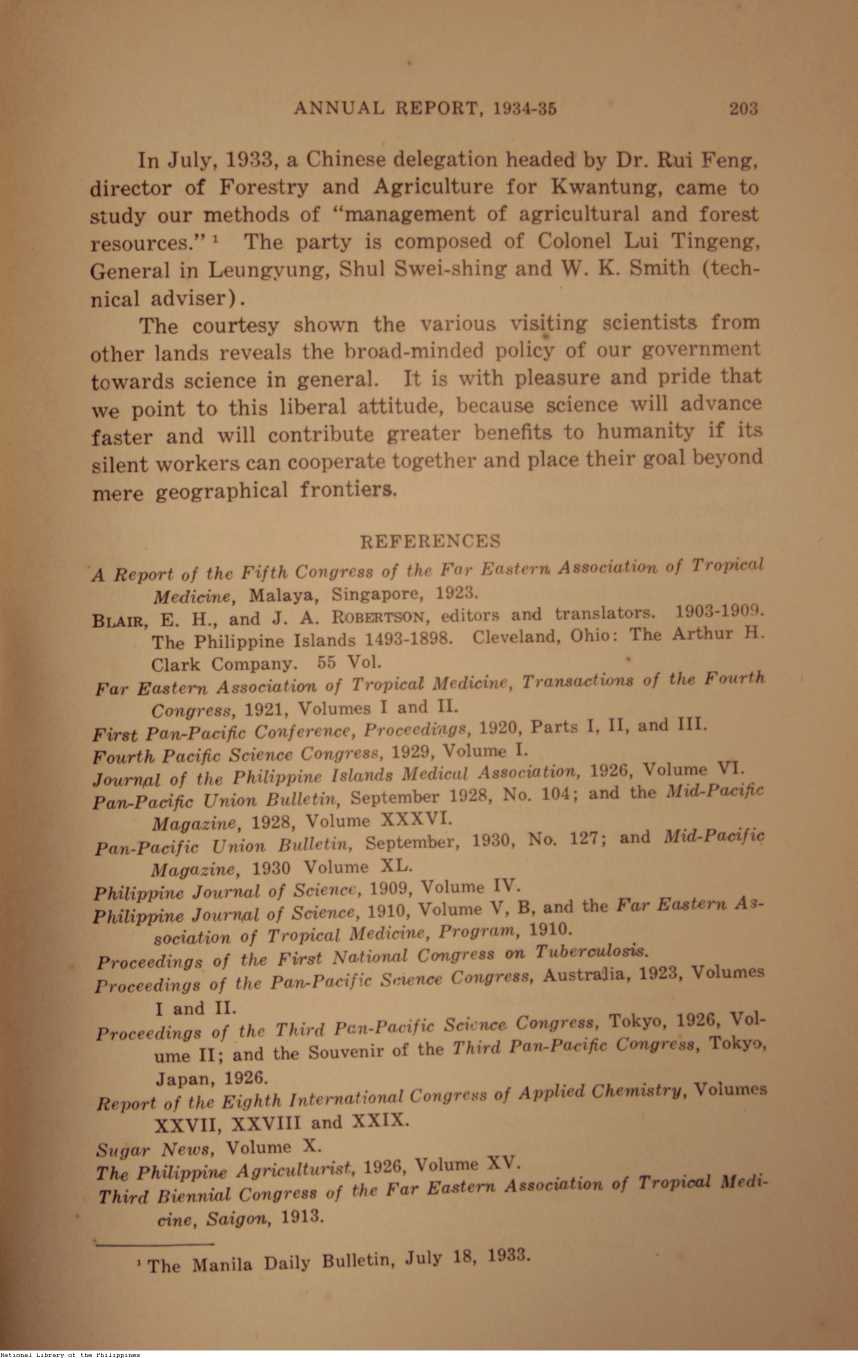 ANNUAL REPORT, 1934-35 203
In July, 1933, a Chinese delegation headed by Dr. Rui Feng,
director of Forestry and Agriculture for Kwantung, came to
study our methods of “management of agricultural and forest
resources.” ¹ The party is composed of Colonel Lui Tingeng,
General in Leungyung, Shul Swei-shing and W. K. Smith (tech-
nical adviser).
The courtesy shown the various visiting scientists from
other lands reveals the broad-minded policy of our government
towards science in general. It is with pleasure and pride that
we point to this liberal attitude, because science will advance
faster and will contribute greater benefits to humanity if its
silent workers can cooperate together and place their goal beyond
mere geographical frontiers.
REFERENCES
A Report of the Fifth Congress of the Far Eastern Association of Tropical
Medicine, Malaya, Singapore, 1923.
BLAIR, E. H., and J. A. ROBERTSON, editors and translators. 1903-1909.
The Philippine Islands 1493-1898. Cleveland, Ohio: The Arthur H.
Clark Company. 55 Vol.
Far Eastern Association of Tropical Medicine, Transactions of the Fourth
Congress, 1921, Volumes I and II.
First Pan-Pacific Conference, Proceedings, 1920, Parts I, II, and III.
Fourth Pacific Science Congress, 1929, Volume I.
Journal of the Philippine Islands Medical Association, 1926, Volume VI.
Pan-Pacific Union Bulletin, September 1928, No. 104; and the Mid-Pacific
Magazine, 1928, Volume XXXVI.
Pan-Pacific Union Bulletin, September, 1930, No. 127; and Mid-Pacific
Magazine, 1930 Volume XL.
Philippine Journal of Science, 1909, Volume IV.
Philippine Journal of Science, 1910, Volume V, B, and the Far Eastern As-
sociation of Tropical Medicine, Program, 1910.
Proceedings of the First National Congress on Tuberculosis.
Proceedings of the Pan-Pacific Science Congress, Australia, 1923, Volumes
I and II.
Proceedings of the Third Pan-Pacific Science Congress, Tokyo, 1926, Vol-
ume II; and the Souvenir of the Third Pan-Pacific Congress, Tokyo,
Japan, 1926.
Report of the Eighth International Congress of Applied Chemistry, Volumes
XXVII, XXVIII and XXIX.
Sugar News, Volume X.
The Philippine Agriculturist, 1926, Volume XV.
Third Biennial Congress of the Far Eastern Association of Tropical Medi-
cine, Saigon, 1913.
¹ The Manila Daily Bulletin, July 18, 1933.
National Library of the Philippines